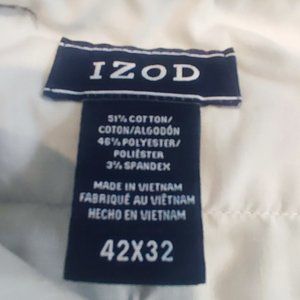 IZOD
51% COTTON/
COTON/ALGODÓN
46% POLYESTER/
POLIÉSTER
3% SPANDEX
MADE IN VIETNAM
FABRIQUÉ AU VIÊTNAM
HECHO EN VIETNAM
42X32